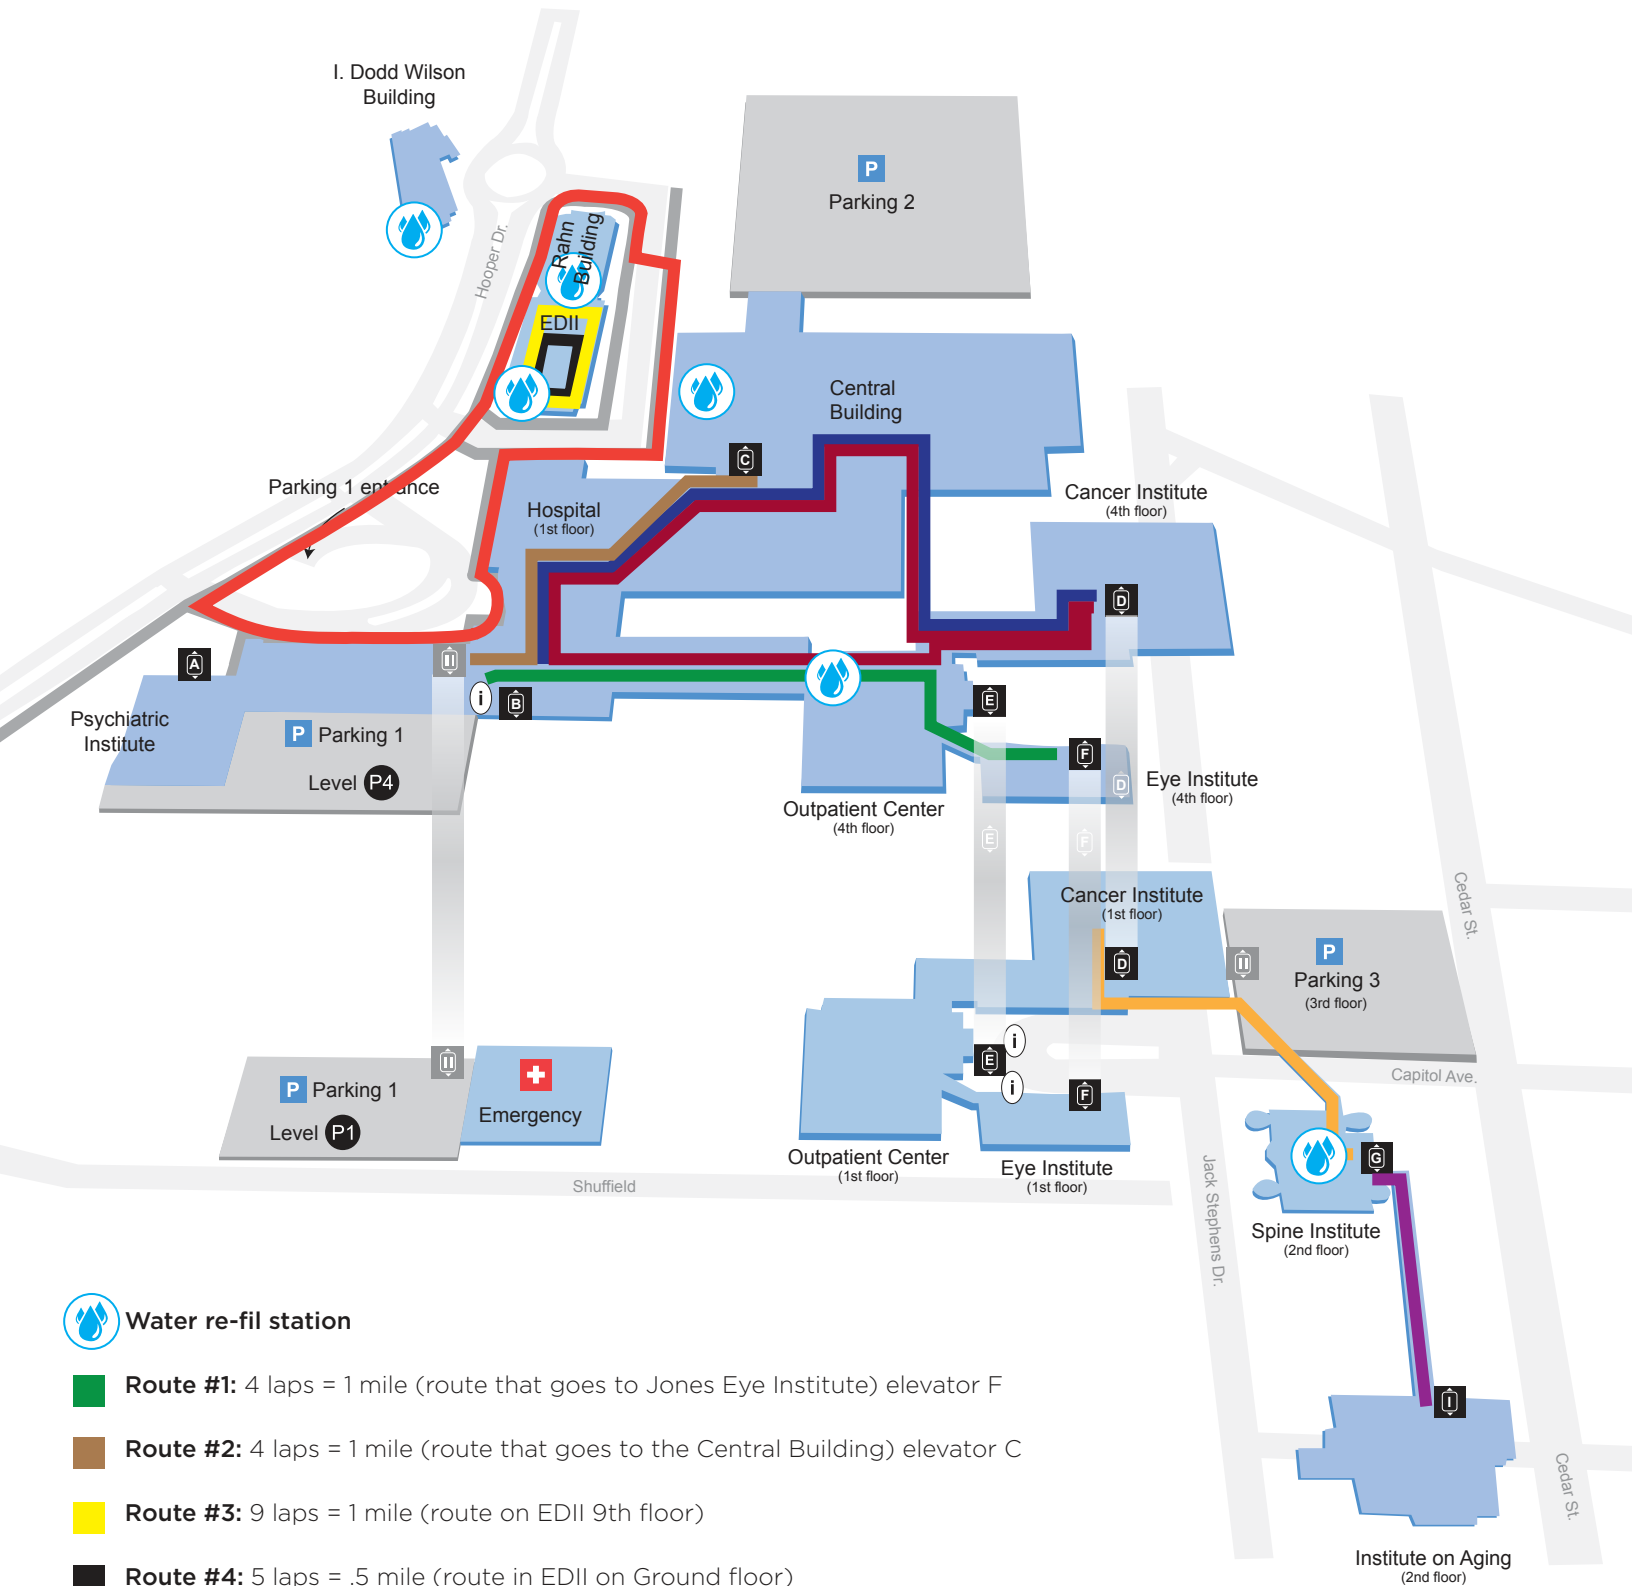 I. Dodd Wilson
Building
P
Parking 2
Hooper Dr.
Rahn
Building
EDII
Central
Building
C
Parking 1 entrance
Hospital
(1st floor)
Cancer Institute
(4th floor)
D
A
i
B
E
Psychiatric
Institute
P Parking 1
Level P4
F
D
Eye Institute
(4th floor)
Outpatient Center
(4th floor)
E
F
Cancer Institute
(1st floor)
Cedar St.
D
P
Parking 3
(3rd floor)
i
E
i
F
Capitol Ave.
P Parking 1
Level P1
Emergency
Outpatient Center
(1st floor)
Eye Institute
(1st floor)
Shuffield
Jack Stephens Dr.
G
Spine Institute
(2nd floor)
I
Cedar St.
Institute on Aging
(2nd floor)
Water re-fil station
Route #1: 4 laps = 1 mile (route that goes to Jones Eye Institute) elevator F
Route #2: 4 laps = 1 mile (route that goes to the Central Building) elevator C
Route #3: 9 laps = 1 mile (route on EDII 9th floor)
Route #4: 5 laps = .5 mile (route in EDII on Ground floor)